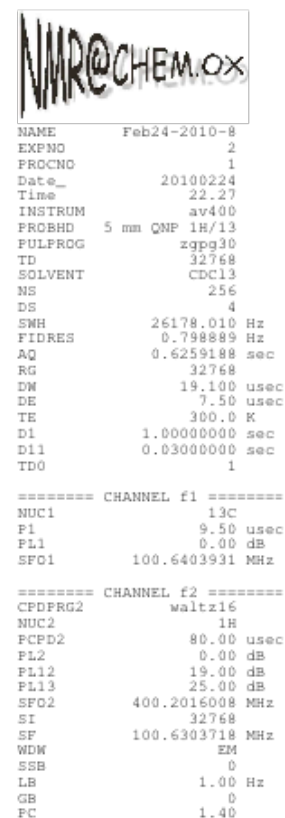 NMR@CHEM.OX
NAME Feb24-2010-8
EXPNO 2
PROCNO 1
Date_ 20100224
Time 22.27
INSTRUM av400
PROBHD 5 mm QNP 1H/13
PULPROG zgpg30
TD 32768
SOLVENT CDCl3
NS 256
DS 4
SWH 26178.010 Hz
FIDRES 0.798889 Hz
AQ 0.6259188 sec
RG 32768
DW 19.100 usec
DE 7.50 usec
TE 300.0 K
D1 1.00000000 sec
D11 0.03000000 sec
TD0 1
======== CHANNEL f1 ========
NUC1 13C
P1 9.50 usec
PL1 0.00 dB
SFO1 100.6403931 MHz
======== CHANNEL f2 ========
CPDPRG2 waltz16
NUC2 1H
PCPD2 80.00 usec
PL2 0.00 dB
PL12 19.00 dB
PL13 25.00 dB
SFO2 400.2016008 MHz
SI 32768
SF 100.6303718 MHz
WDW EM
SSB 0
LB 1.00 Hz
GB 0
PC 1.40